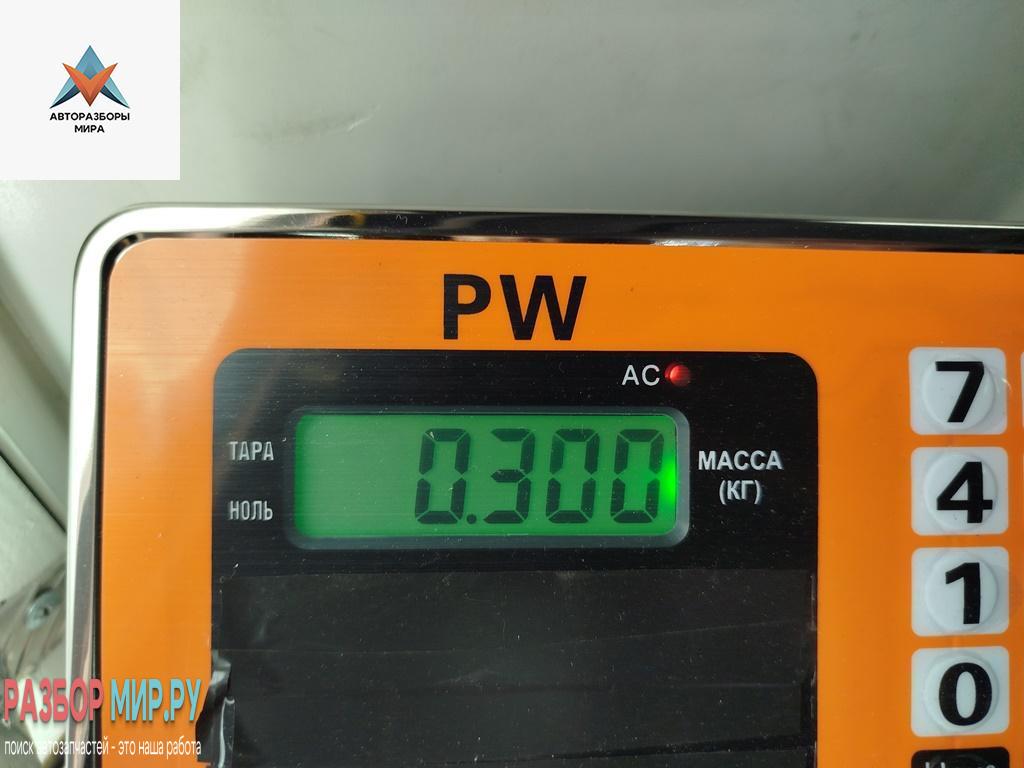 АВТОРАЗБОРЫ
МИРА
PW
AC
ТАРА
НОЛЬ
0.300
МАССА
(КГ)
7
4
1
0
РАЗБОР МИР.РУ
поиск автозапчастей - это наша работа